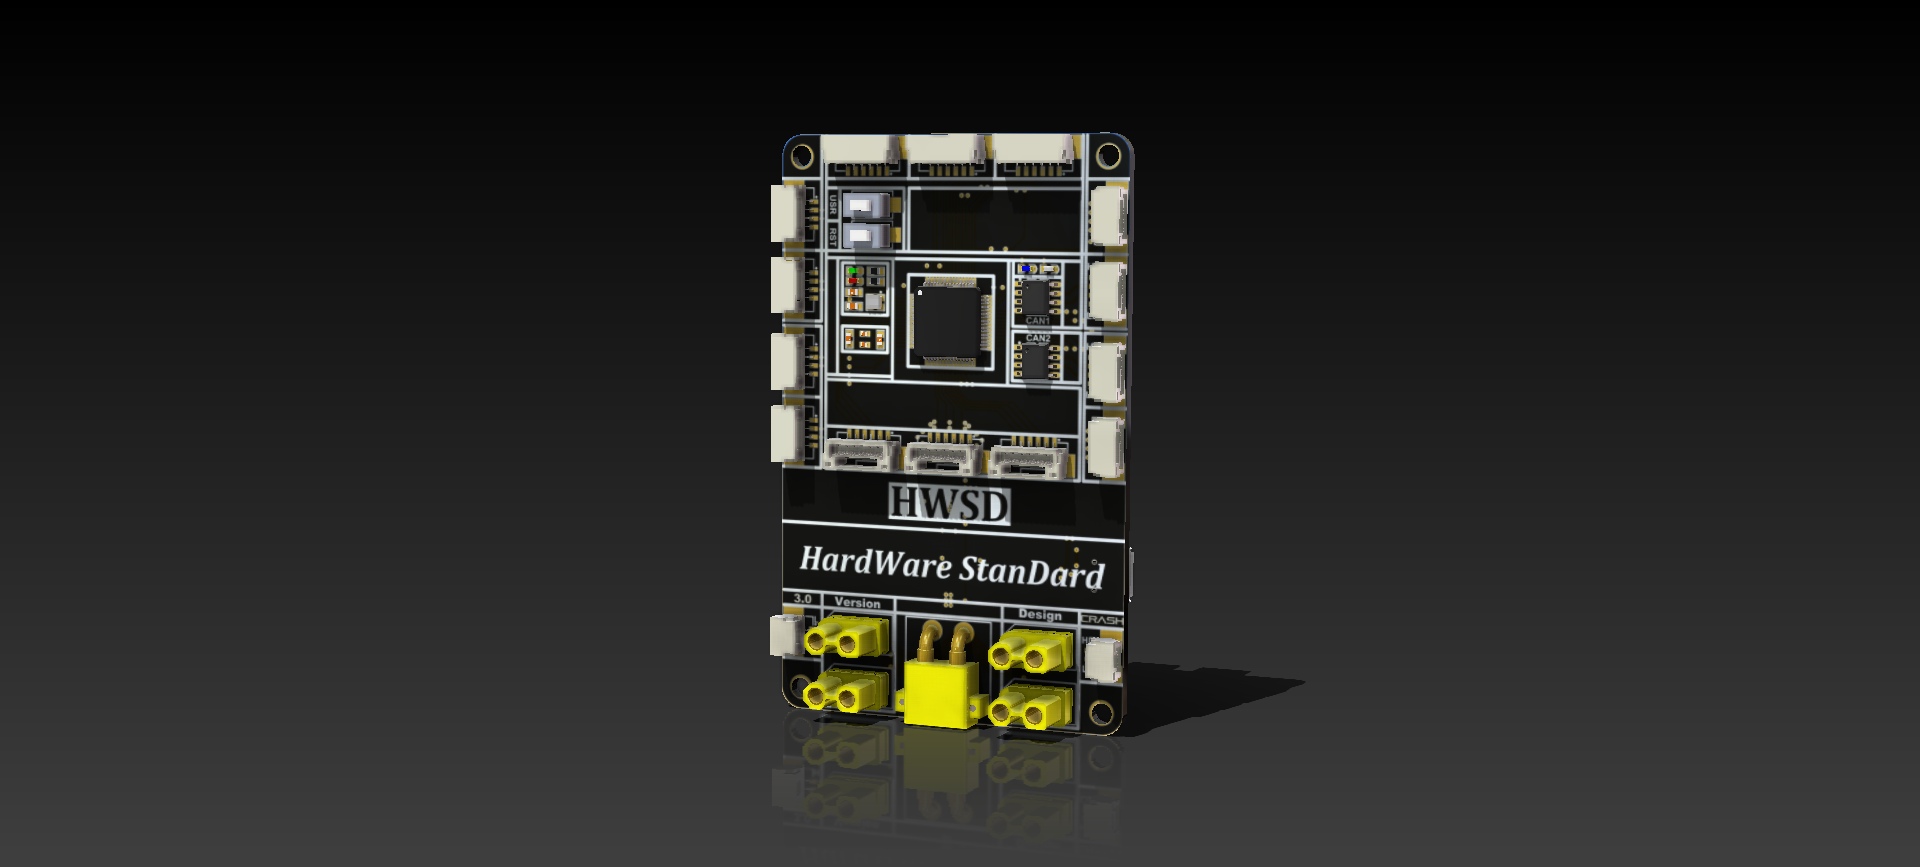 USR
RST
CAN1
CAN2
HWSD
HardWare StanDard
3.0
Version
Design
CRASH